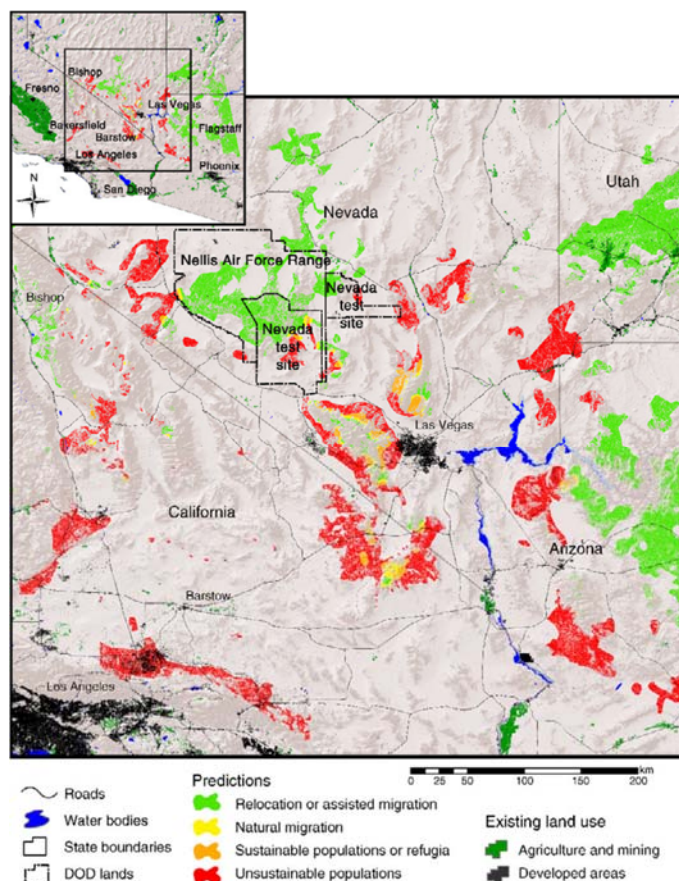 Bishop
Fresno
Las Vegas
Bakersfield
Barstow
Flagstaff
Los Angeles
Phoenix
San Diego
N
Utah
Nevada
Nellis Air Force Range
Bishop
Nevada
test
site
Nevada
test
site
Las Vegas
California
Arizona
Barstow
Los Angeles
km
0 25 50 100 150 200
Predictions
Roads
Relocation or assisted migration
Water bodies
Natural migration
Existing land use
State boundaries
Sustainable populations or refugia
Agriculture and mining
DOD lands
Unsustainable populations
Developed areas